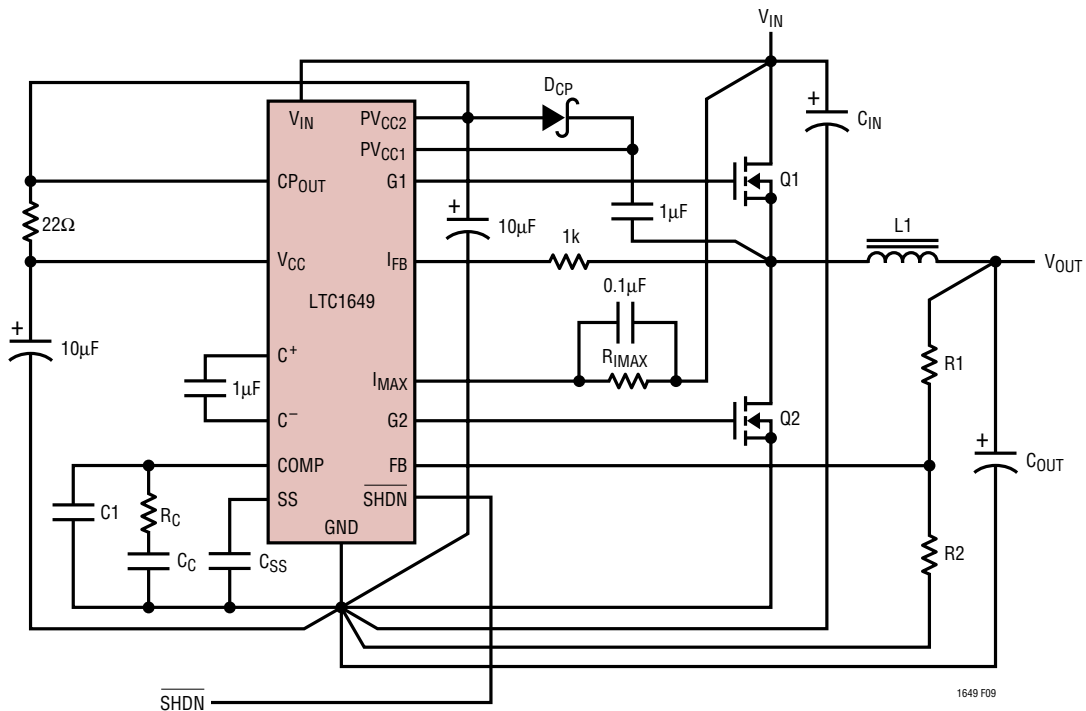 VIN
DCP
VIN
PVCC2
PVCC1
CPOUT
G1
Q1
CIN
+
22Ω
+
10µF
1µF
1k
L1
VOUT
VCC
IFB
LTC1649
0.1µF
+
10µF
C+
1µF
C−
RIMAX
IMAX
R1
G2
Q2
COMP
FB
+
COUT
SS
SHDN
C1
RC
GND
CC
CSS
R2
SHDN
1649 F09